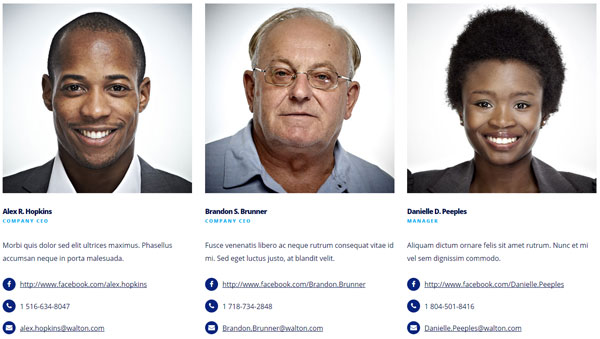 Alex R. Hopkins
COMPANY CEO
Morbi quis dolor sed elit ultrices maximus. Phasellus
accumsan neque in porta malesuada.
http://www.facebook.com/alex.hopkins
1 516-634-8047
alex.hopkins@walton.com
Brandon S. Brunner
COMPANY CEO
Fusce venenatis libero ac neque rutrum consequat vitae id
mi. Sed eget luctus justo, at blandit velit.
http://www.facebook.com/Brandon.Brunner
1 718-734-2848
Brandon.Brunner@walton.com
Danielle D. Peeples
MANAGER
Aliquam dictum ornare felis sit amet rutrum. Nunc et mi
vel sem dignissim commodo.
http://www.facebook.com/Danielle.Peeples
1 804-501-8416
Danielle.Peeples@walton.com